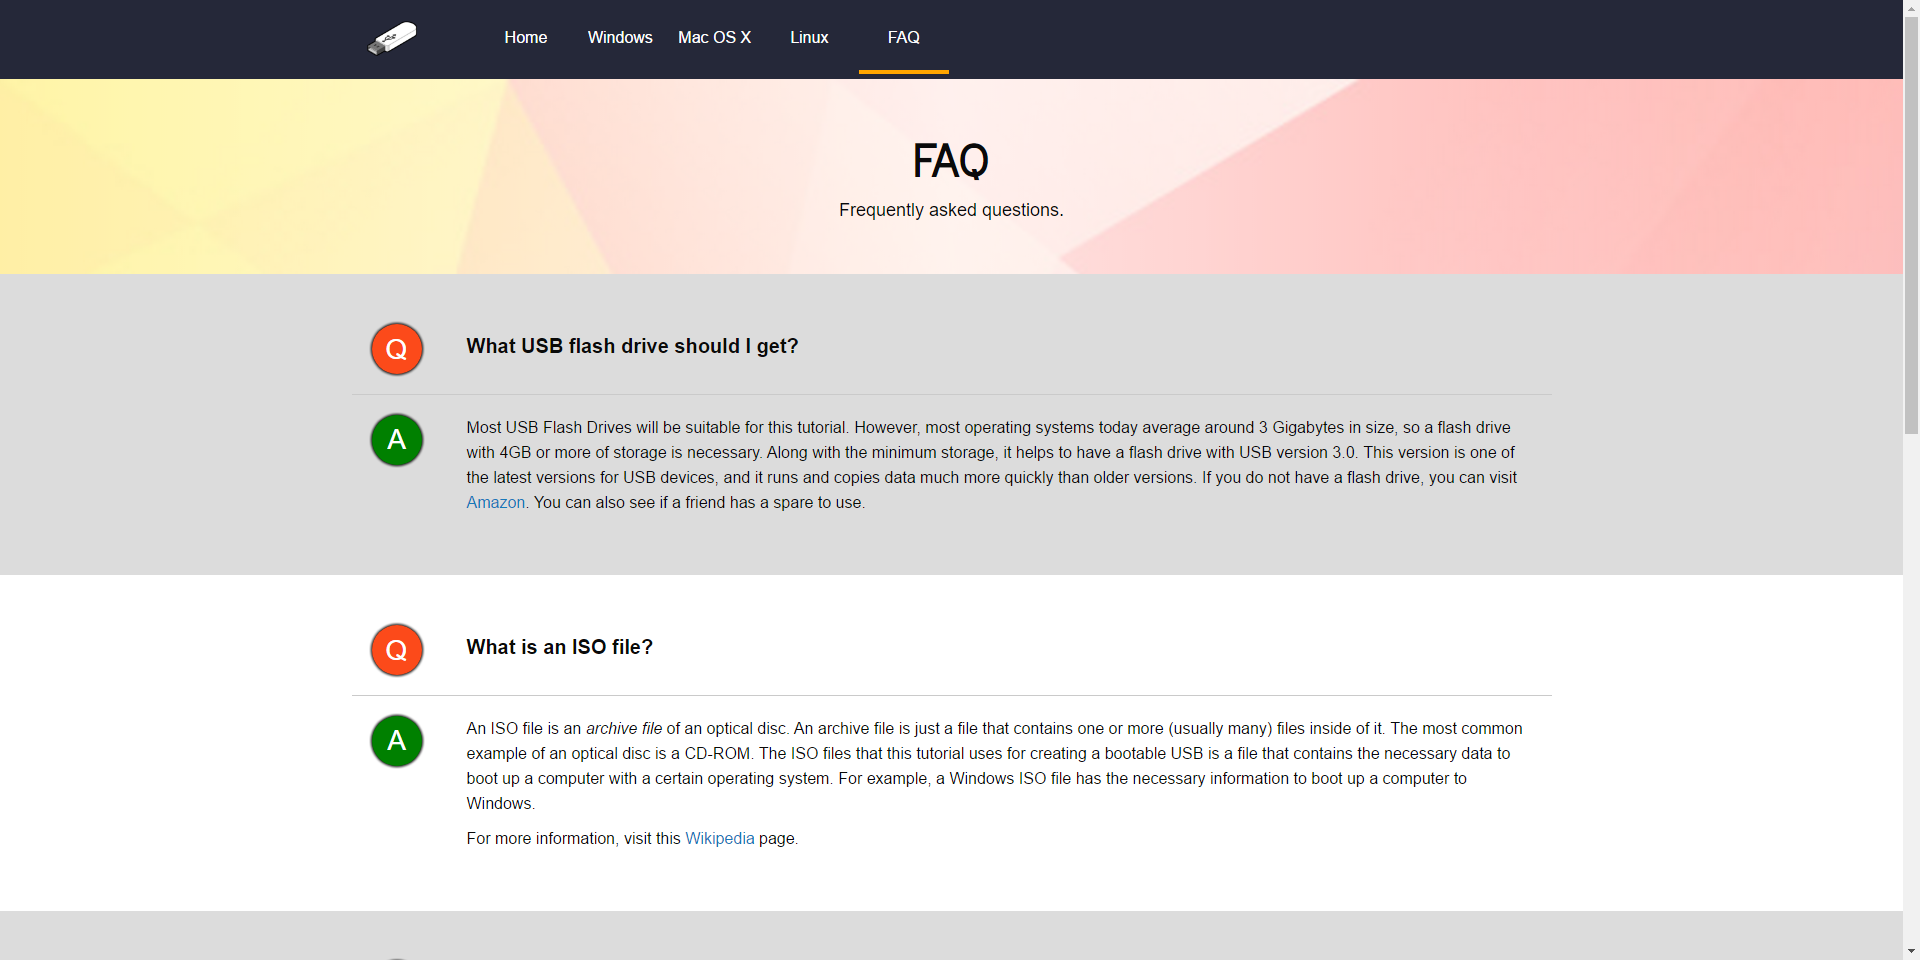 Home Windows Mac OS X Linux FAQ
FAQ
Frequently asked questions.
Q What USB flash drive should I get?
A Most USB Flash Drives will be suitable for this tutorial. However, most operating systems today average around 3 Gigabytes in size, so a flash drive
with 4GB or more of storage is necessary. Along with the minimum storage, it helps to have a flash drive with USB version 3.0. This version is one of
the latest versions for USB devices, and it runs and copies data much more quickly than older versions. If you do not have a flash drive, you can visit
Amazon. You can also see if a friend has a spare to use.
Q What is an ISO file?
A An ISO file is an archive file of an optical disc. An archive file is just a file that contains one or more (usually many) files inside of it. The most common
example of an optical disc is a CD-ROM. The ISO files that this tutorial uses for creating a bootable USB is a file that contains the necessary data to
boot up a computer with a certain operating system. For example, a Windows ISO file has the necessary information to boot up a computer to
Windows.
For more information, visit this Wikipedia page.